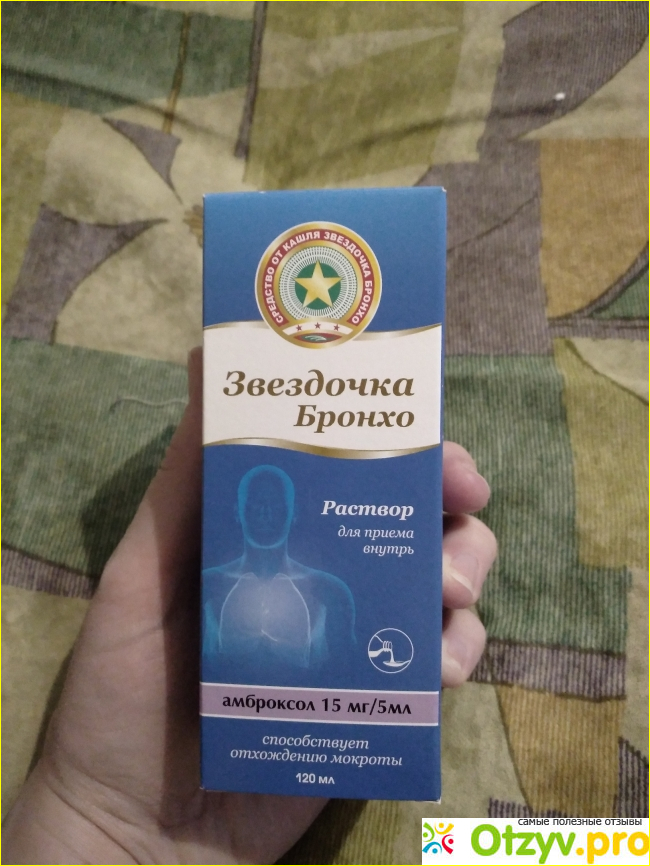 СРЕДСТВО ОТ КАШЛЯ ЗВЕЗДОЧКА БРОНХО
Звездочка
Бронхо
Раствор
для приема
внутрь
амброксол 15 мг/5мл
способствует
отхождению мокроты
120 мл
самые полезные отзывы
Otzyv.pro